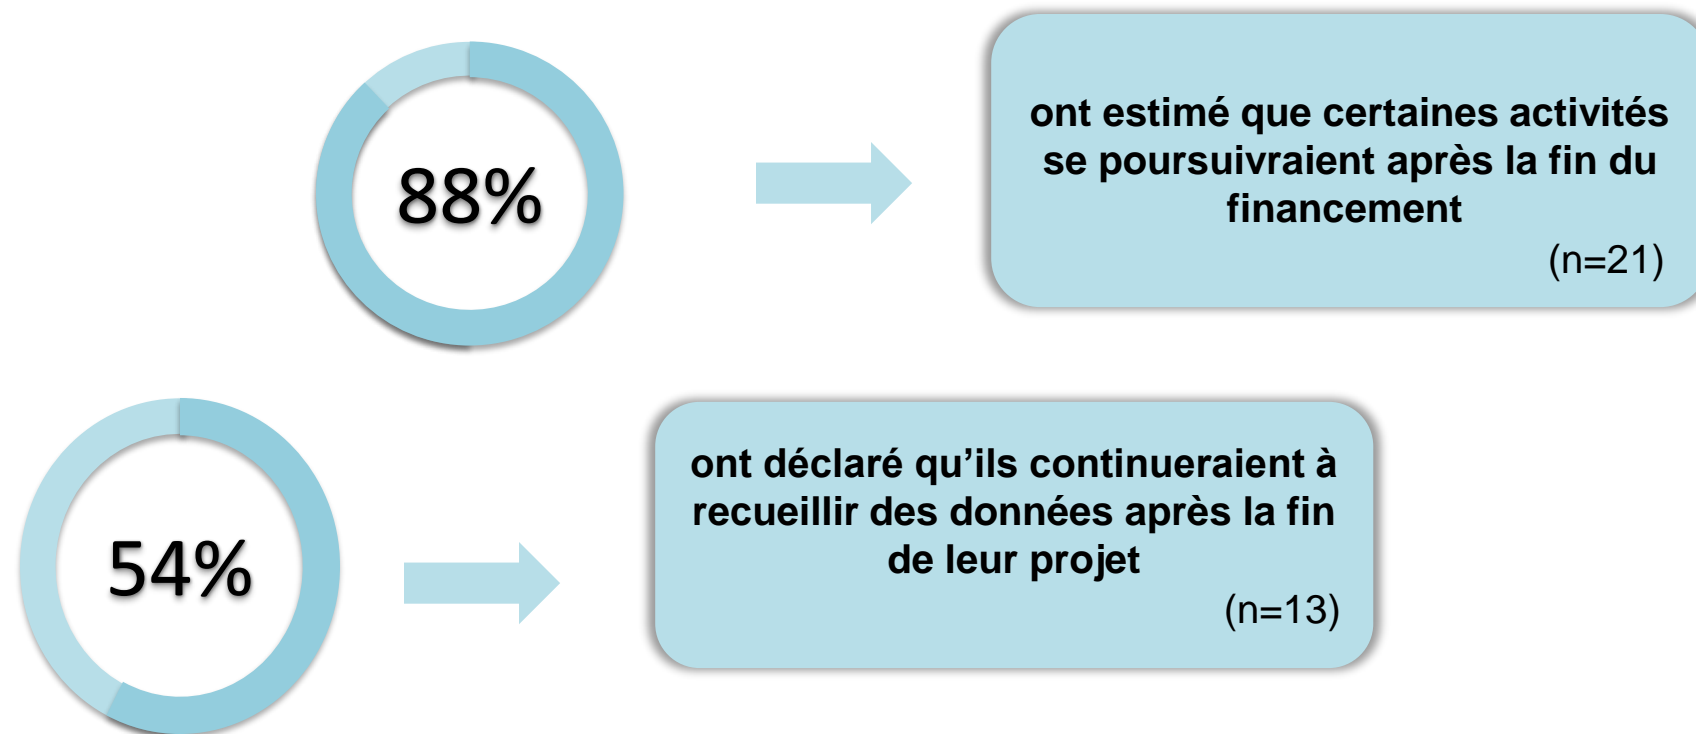 88%
ont estimé que certaines activités
se poursuivraient après la fin du
financement
(n=21)
54%
ont déclaré qu’ils continueraient à
recueillir des données après la fin
de leur projet
(n=13)